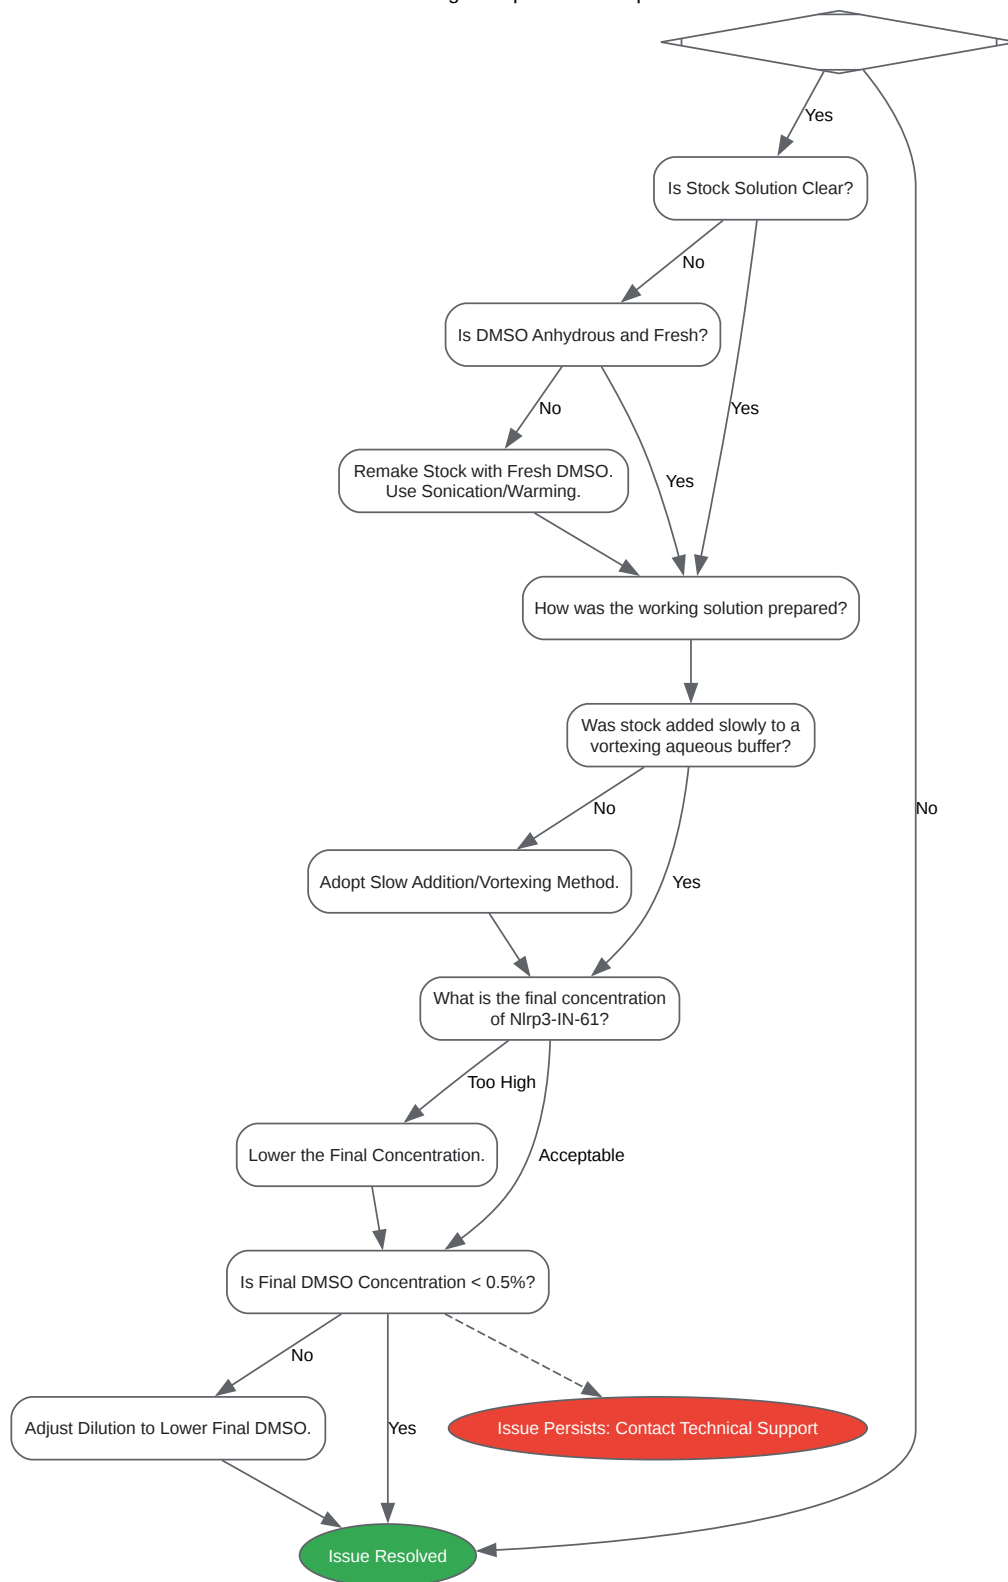 Yes
Is Stock Solution Clear?
No
Is DMSO Anhydrous and Fresh?
No
Yes
Remake Stock with Fresh DMSO.
Use Sonication/Warming.
Yes
How was the working solution prepared?
Was stock added slowly to a
vortexing aqueous buffer?
No
No
Adopt Slow Addition/Vortexing Method.
Yes
What is the final concentration
of Nlrp3-IN-61?
Too High
Lower the Final Concentration.
Acceptable
Is Final DMSO Concentration < 0.5%?
No
Adjust Dilution to Lower Final DMSO.
Yes
Issue Persists: Contact Technical Support
Issue Resolved